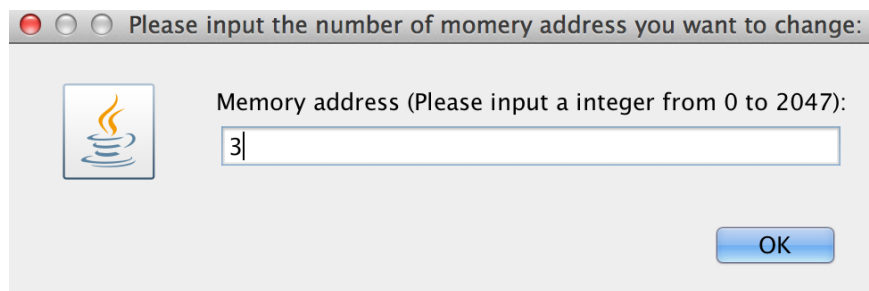 Please input the number of momery address you want to change:
Memory address (Please input a integer from 0 to 2047):
3
OK